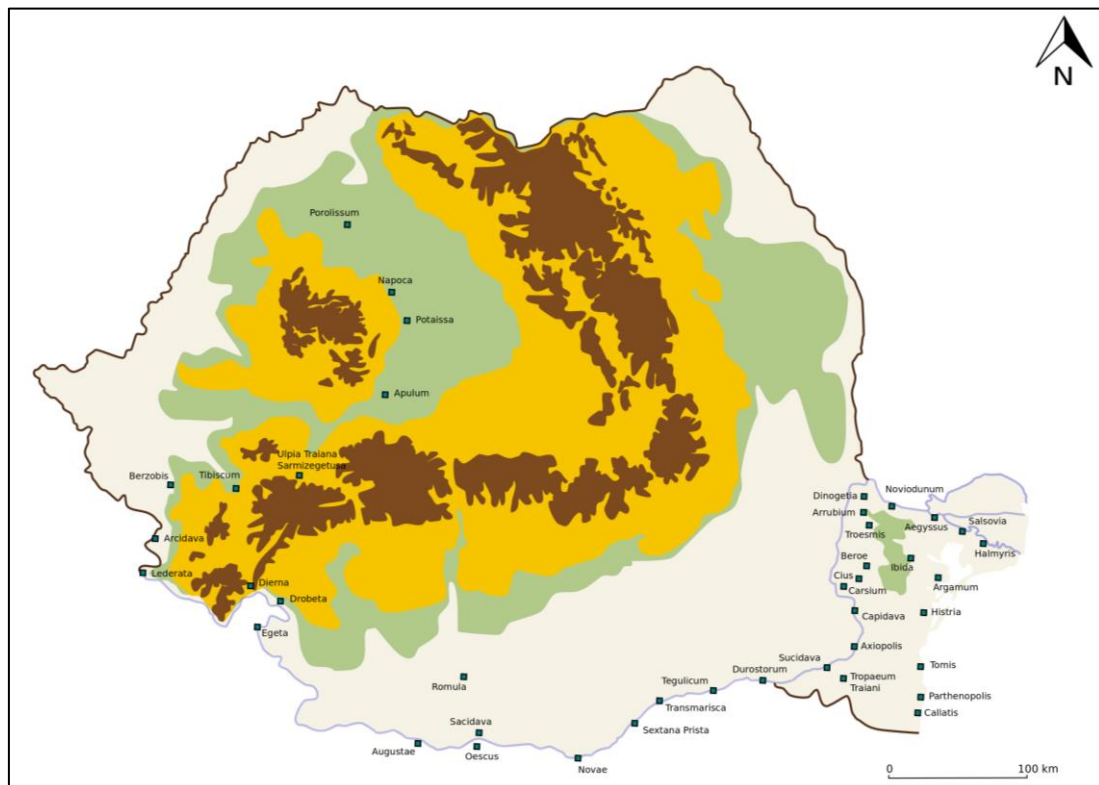 N
Porolissum
Napoca
Potaissa
Apulum
Ulpia Traiana
Sarmizegetusa
Tibiscum
Berzobis
Arcidava
Lederata
Dierna
Drobeta
Egeta
Dinogetia
Noviodunum
Arrubium
Troesmis
Aegyssus
Salsovia
Halmyris
Beroe
Ibida
Cius
Carsium
Argamum
Capidava
Histria
Axiopolis
Sucidava
Tomis
Durostorum
Tropaeum
Traiani
Tegulicum
Transmarisca
Parthenopolis
Callatis
Romula
Sacidava
Sextana Prista
Augustae
Oescus
Novae
0
100 km